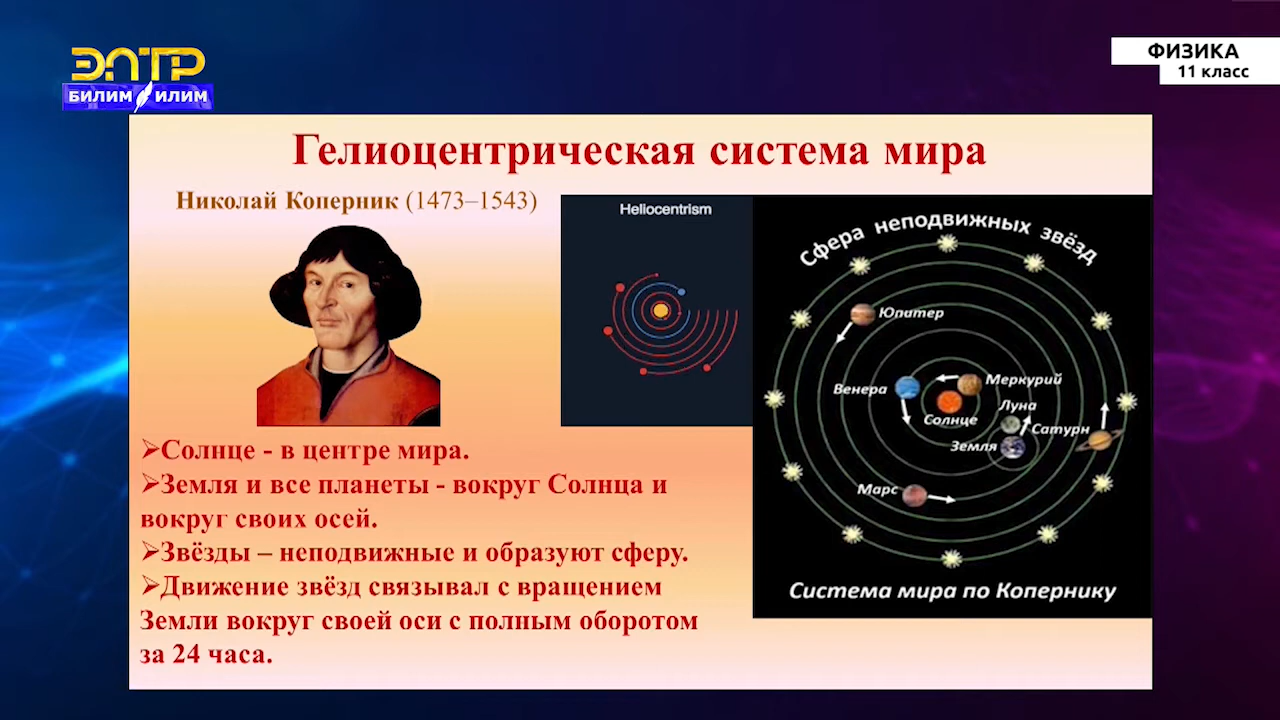 ЭЛТР
БИЛИМ ИЛИМ
ФИЗИКА
11 класс
Гелиоцентрическая система мира
Николай Коперник (1473–1543)
Heliocentrism
Сфера неподвижных звёзд
Юпитер
Венера
Меркурий
Солнце
Луна
Сатурн
Земля
Марс
Система мира по Копернику
➢Солнце - в центре мира.
➢Земля и все планеты - вокруг Солнца и
вокруг своих осей.
➢Звёзды – неподвижные и образуют сферу.
➢Движение звёзд связывал с вращением
Земли вокруг своей оси с полным оборотом
за 24 часа.